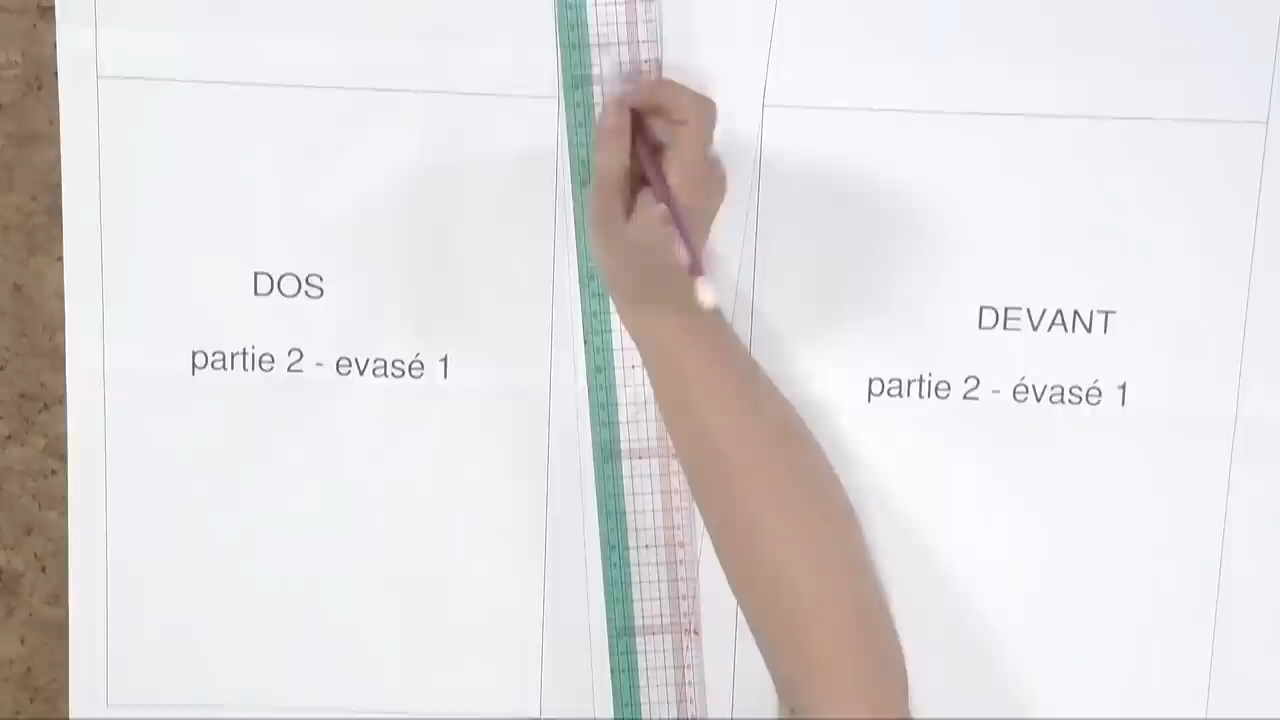 DOS
partie 2 - evasé 1
DEVANT
partie 2 - évasé 1